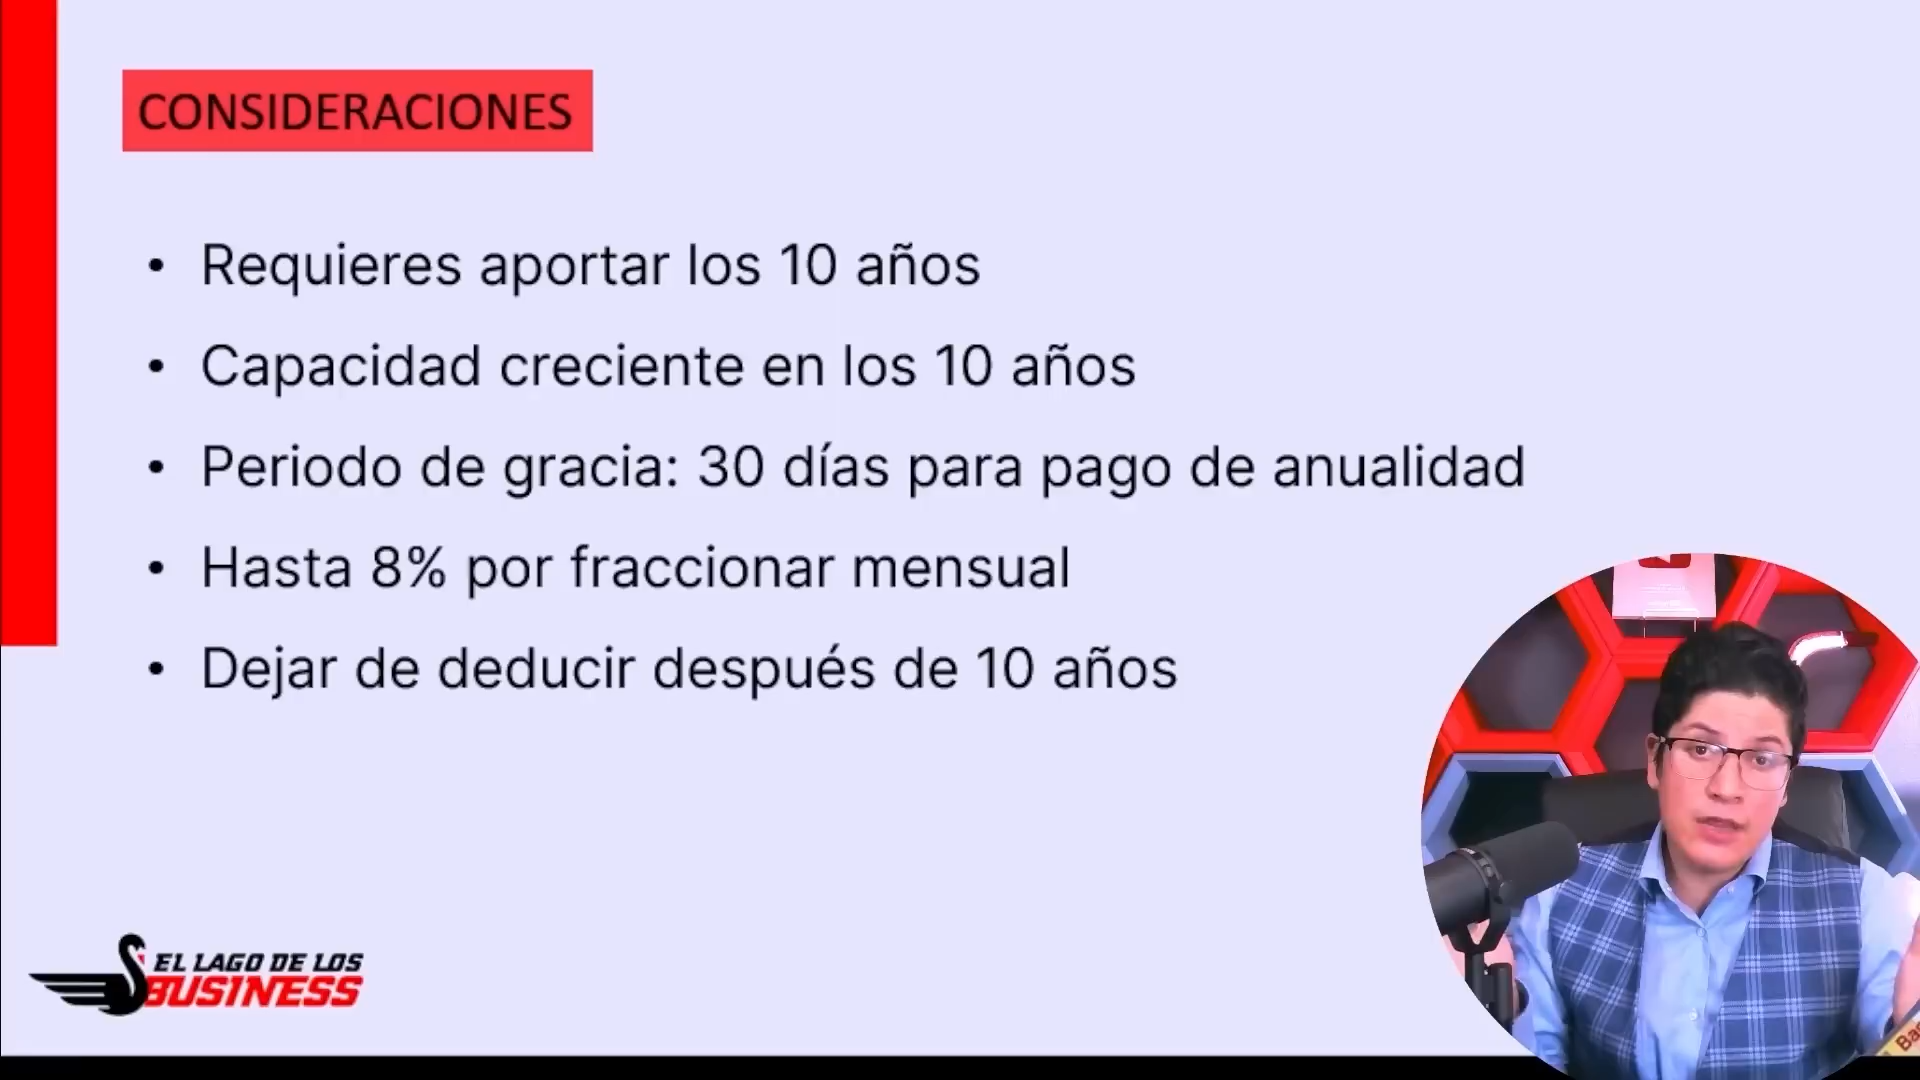 CONSIDERACIONES
• Requieres aportar los 10 años
• Capacidad creciente en los 10 años
• Periodo de gracia: 30 días para pago de anualidad
• Hasta 8% por fraccionar mensual
• Dejar de deducir después de 10 años
EL LAGO DE LOS
BUSINESS